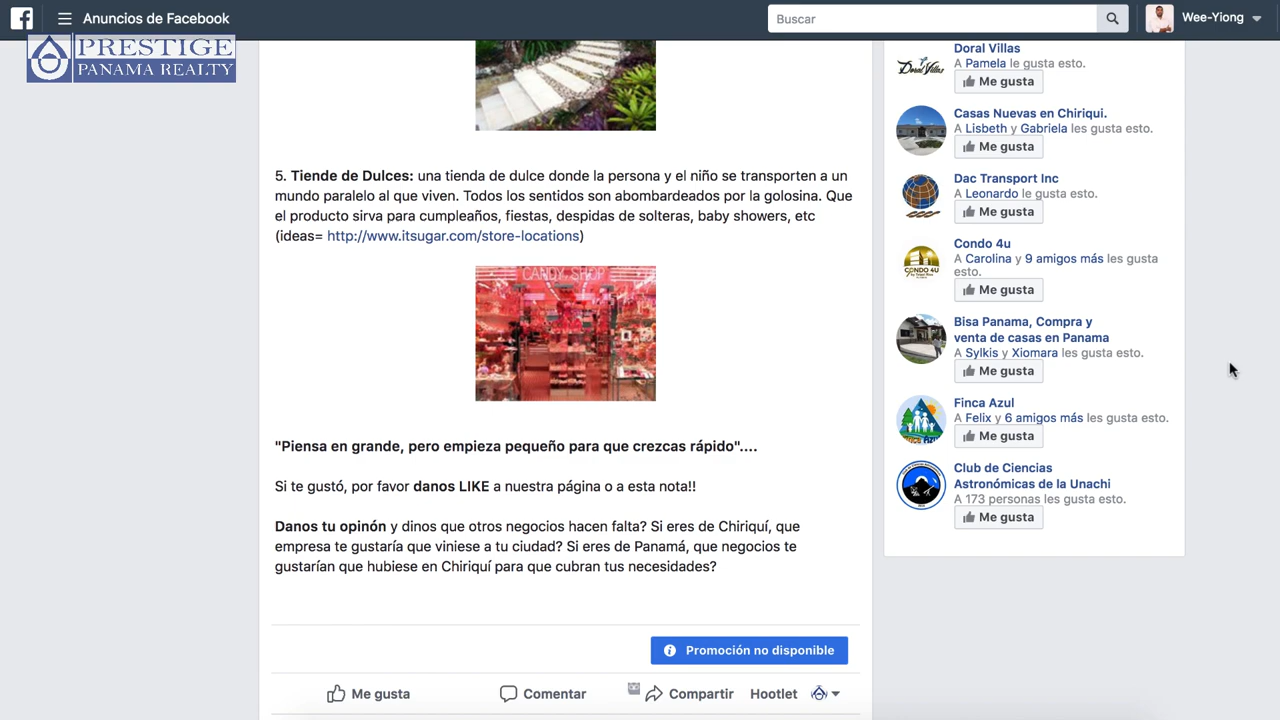 Anuncios de Facebook
Buscar
Wee-Yiong
PRESTIGE
PANAMA REALTY
5. Tiende de Dulces: una tienda de dulce donde la persona y el niño se transporten a un
mundo paralelo al que viven. Todos los sentidos son abombardeados por la golosina. Que
el producto sirva para cumpleaños, fiestas, despidas de solteras, baby showers, etc
(ideas= http://www.itsugar.com/store-locations)
CANDY SHOP
"Piensa en grande, pero empieza pequeño para que crezcas rápido"....
Si te gustó, por favor danos LIKE a nuestra página o a esta nota!!
Danos tu opinón y dinos que otros negocios hacen falta? Si eres de Chiriquí, que
empresa te gustaría que viniese a tu ciudad? Si eres de Panamá, que negocios te
gustarían que hubiese en Chiriquí para que cubran tus necesidades?
Promoción no disponible
Me gusta
Comentar
Compartir
Hootlet
Doral Villas
Doral Villas
A Pamela le gusta esto.
Me gusta
Casas Nuevas en Chiriqui.
A Lisbeth y Gabriela les gusta esto.
Me gusta
Dac Transport Inc
A Leonardo le gusta esto.
Me gusta
CONDO 4U
Condo 4u
A Carolina y 9 amigos más les gusta
esto.
Me gusta
Bisa Panama, Compra y
venta de casas en Panama
A Sylkis y Xiomara les gusta esto.
Me gusta
Finca Azul
A Felix y 6 amigos más les gusta esto.
Me gusta
Club de Ciencias
Astronómicas de la Unachi
A 173 personas les gusta esto.
Me gusta